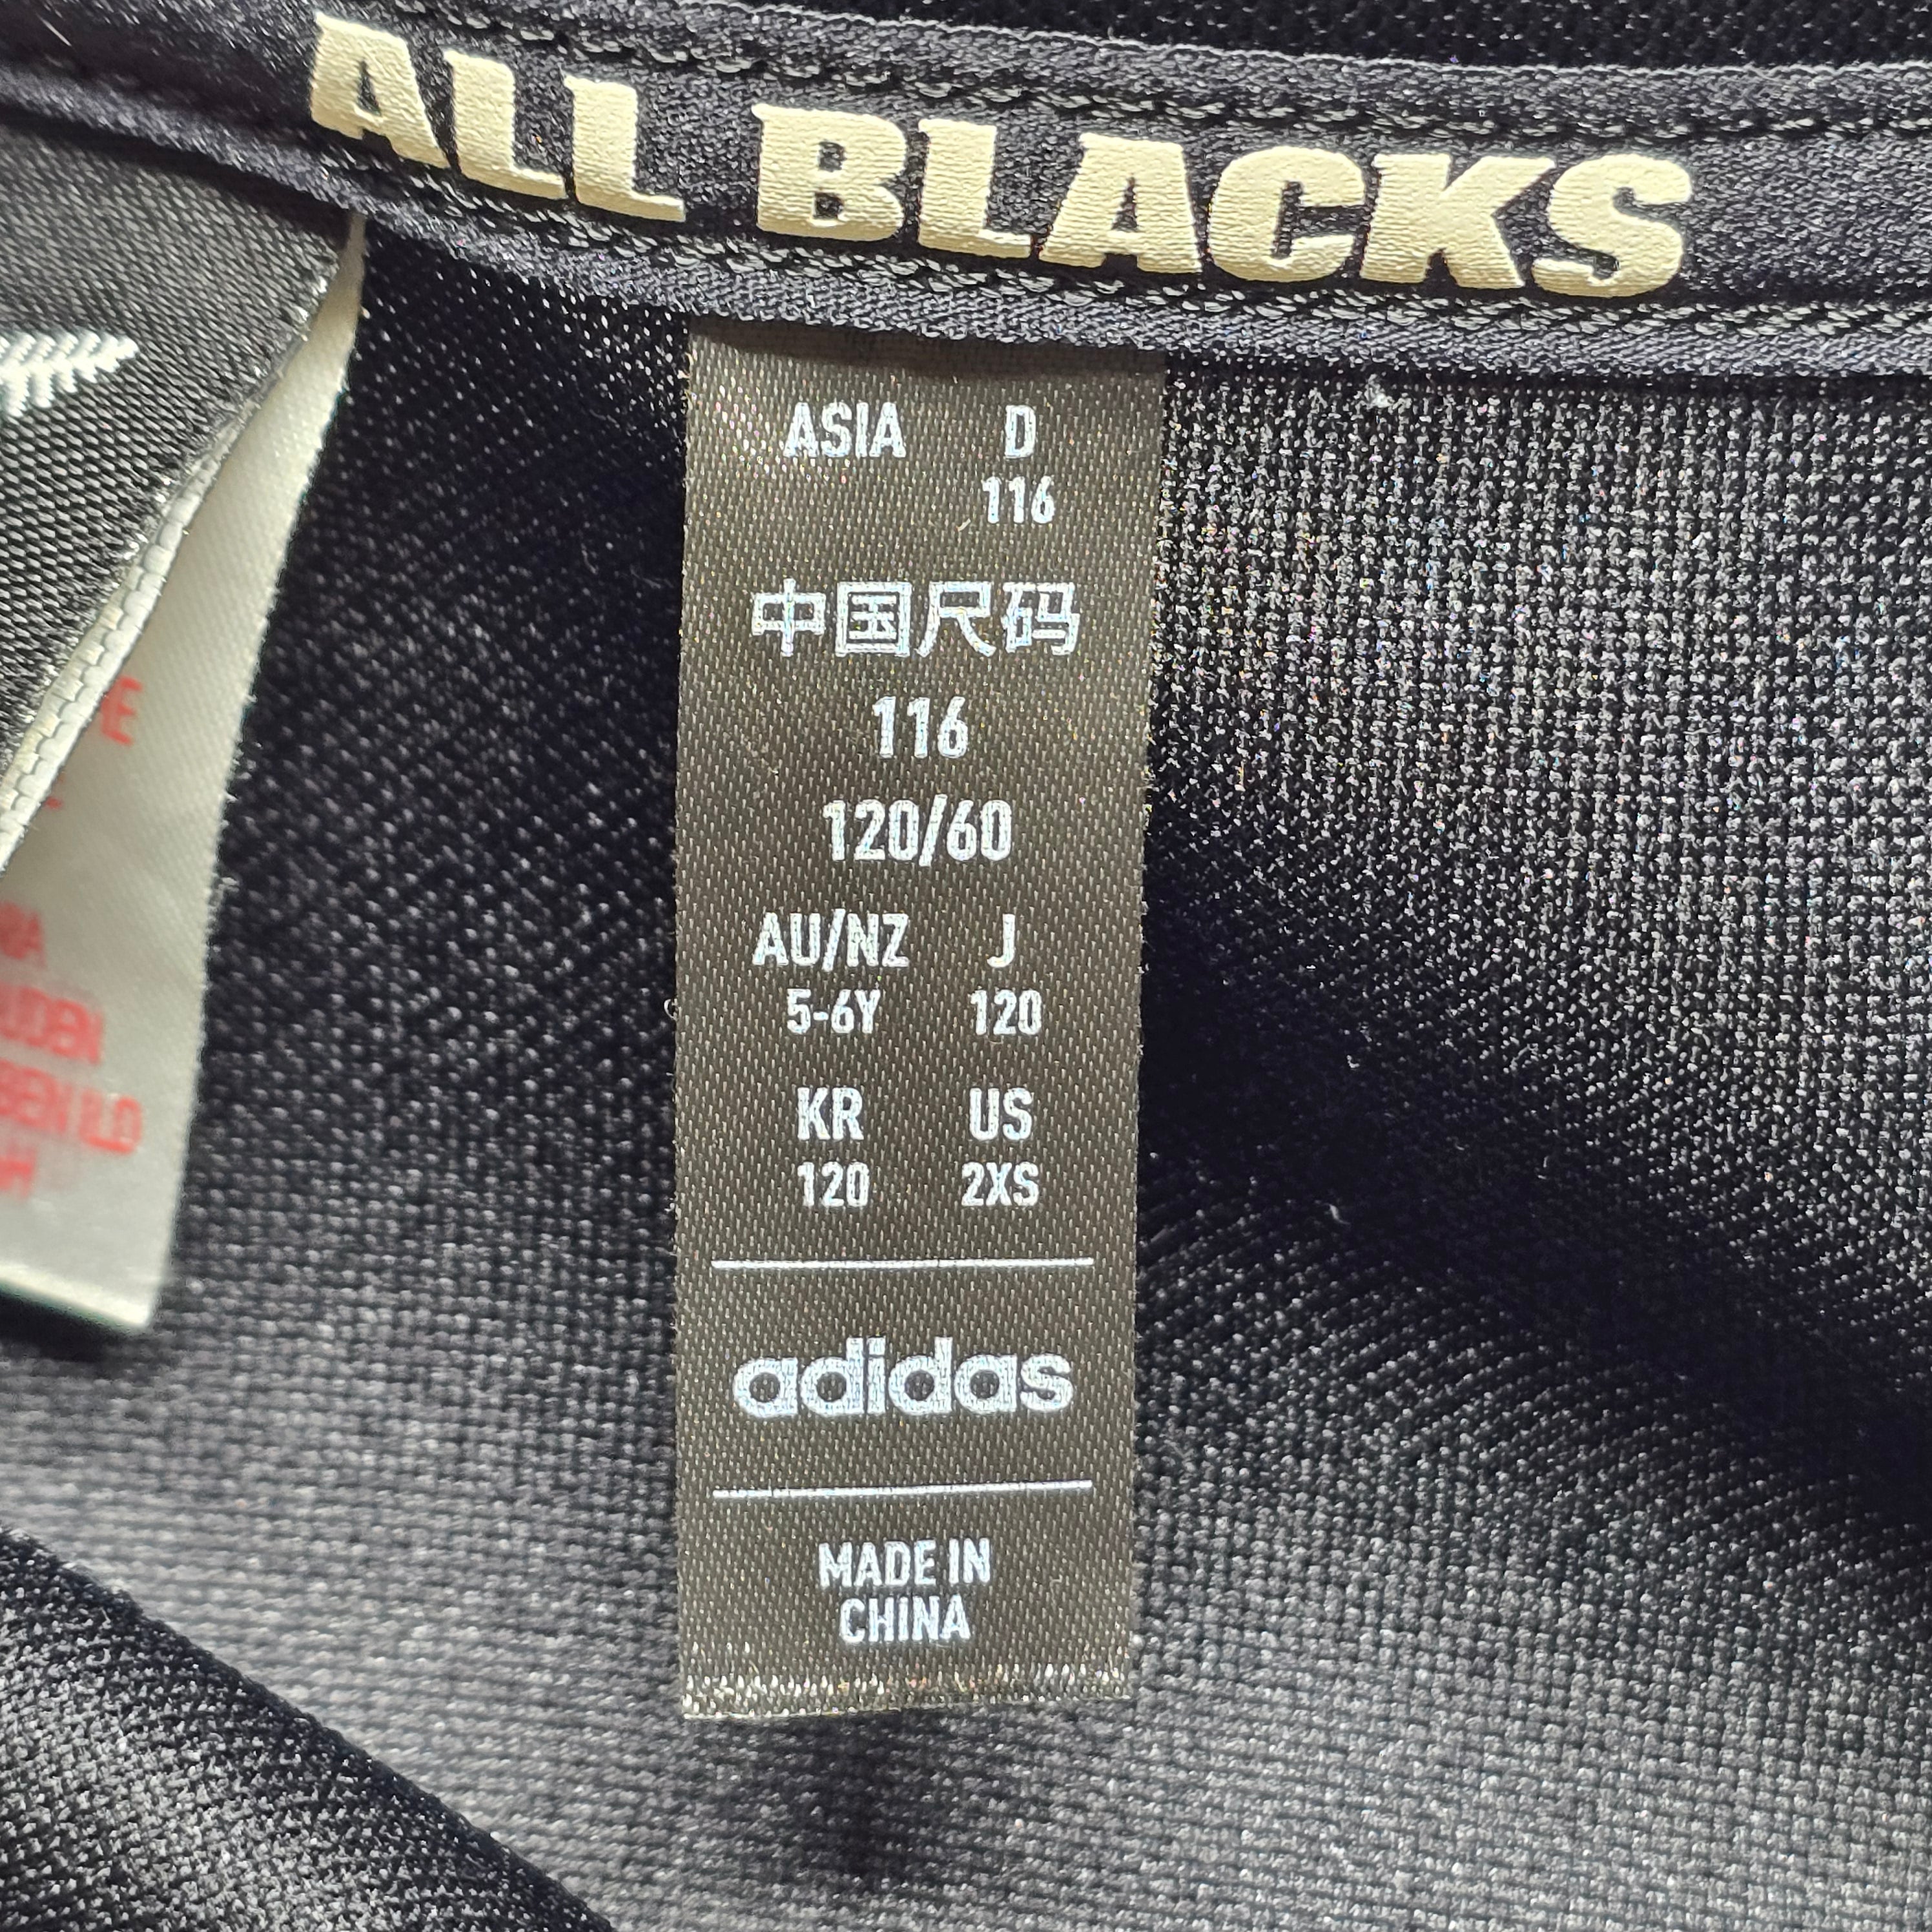 ALL BLACKS
ASIA D
116
中国尺码
116
120/60
AU/NZ J
5-6Y 120
KR US
120 2XS
adidas
MADE IN
CHINA